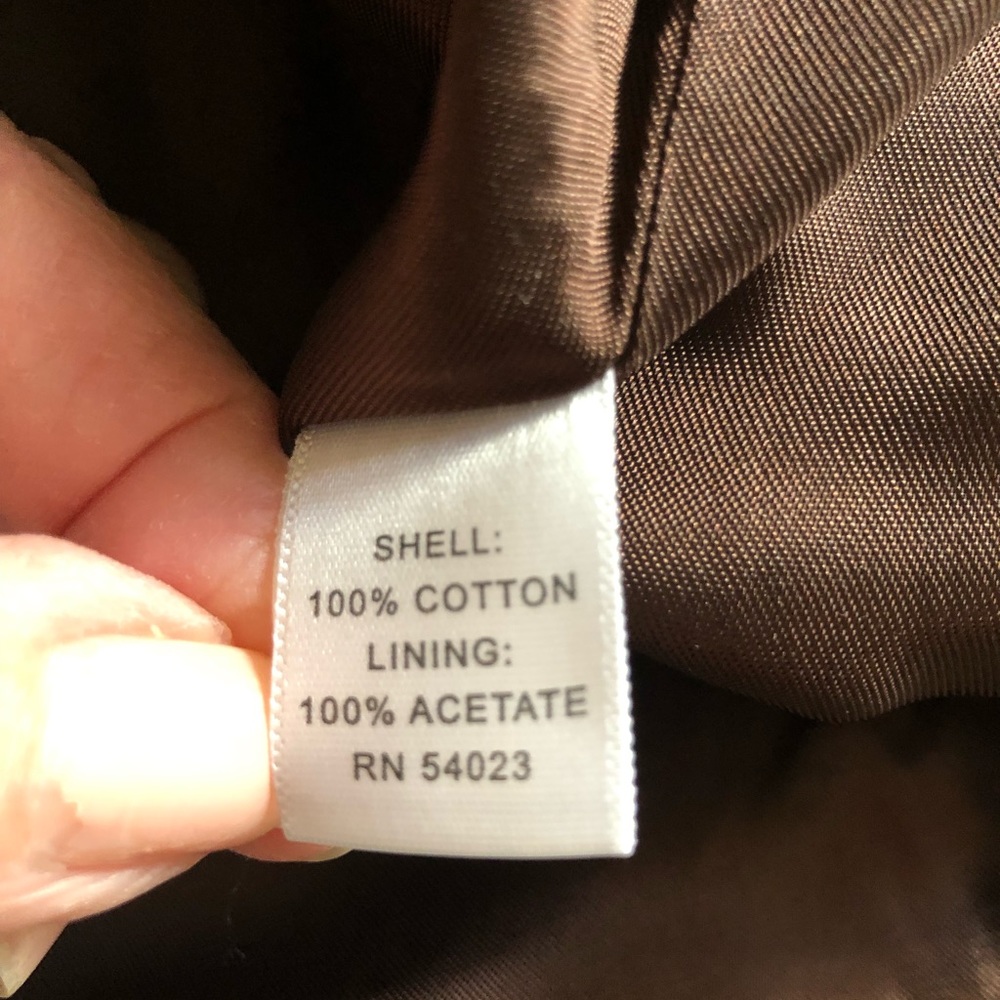 SHELL:
100% COTTON
LINING:
100% ACETATE
RN 54023